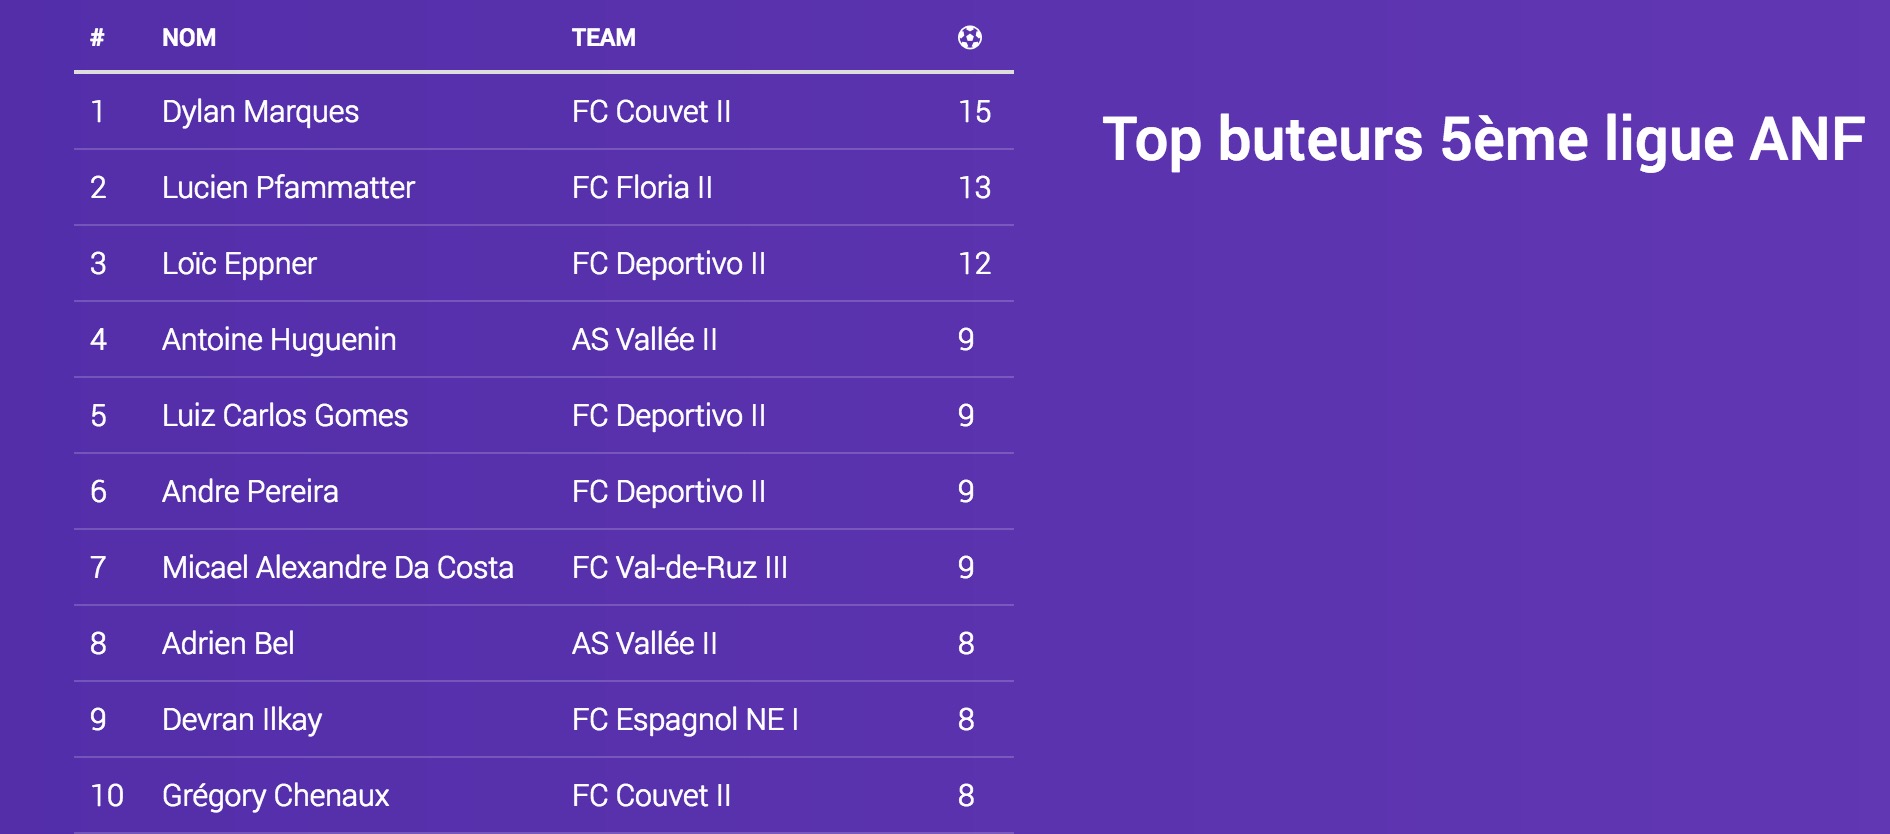 # NOM TEAM
1 Dylan Marques FC Couvet II 15
Top buteurs 5ème ligue ANF
2 Lucien Pfammatter FC Floria II 13
3 Loïc Eppner FC Deportivo II 12
4 Antoine Huguenin AS Vallée II 9
5 Luiz Carlos Gomes FC Deportivo II 9
6 Andre Pereira FC Deportivo II 9
7 Micael Alexandre Da Costa FC Val-de-Ruz III 9
8 Adrien Bel AS Vallée II 8
9 Devran Ilkay FC Espagnol NE I 8
10 Grégory Chenaux FC Couvet II 8